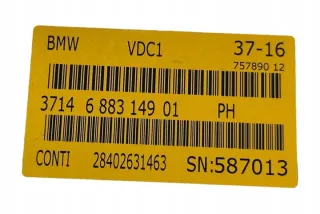 BMW VDC1 37-16
757890 12
3714 6 883 149 01 PH
CONTI 28402631463 SN:587013